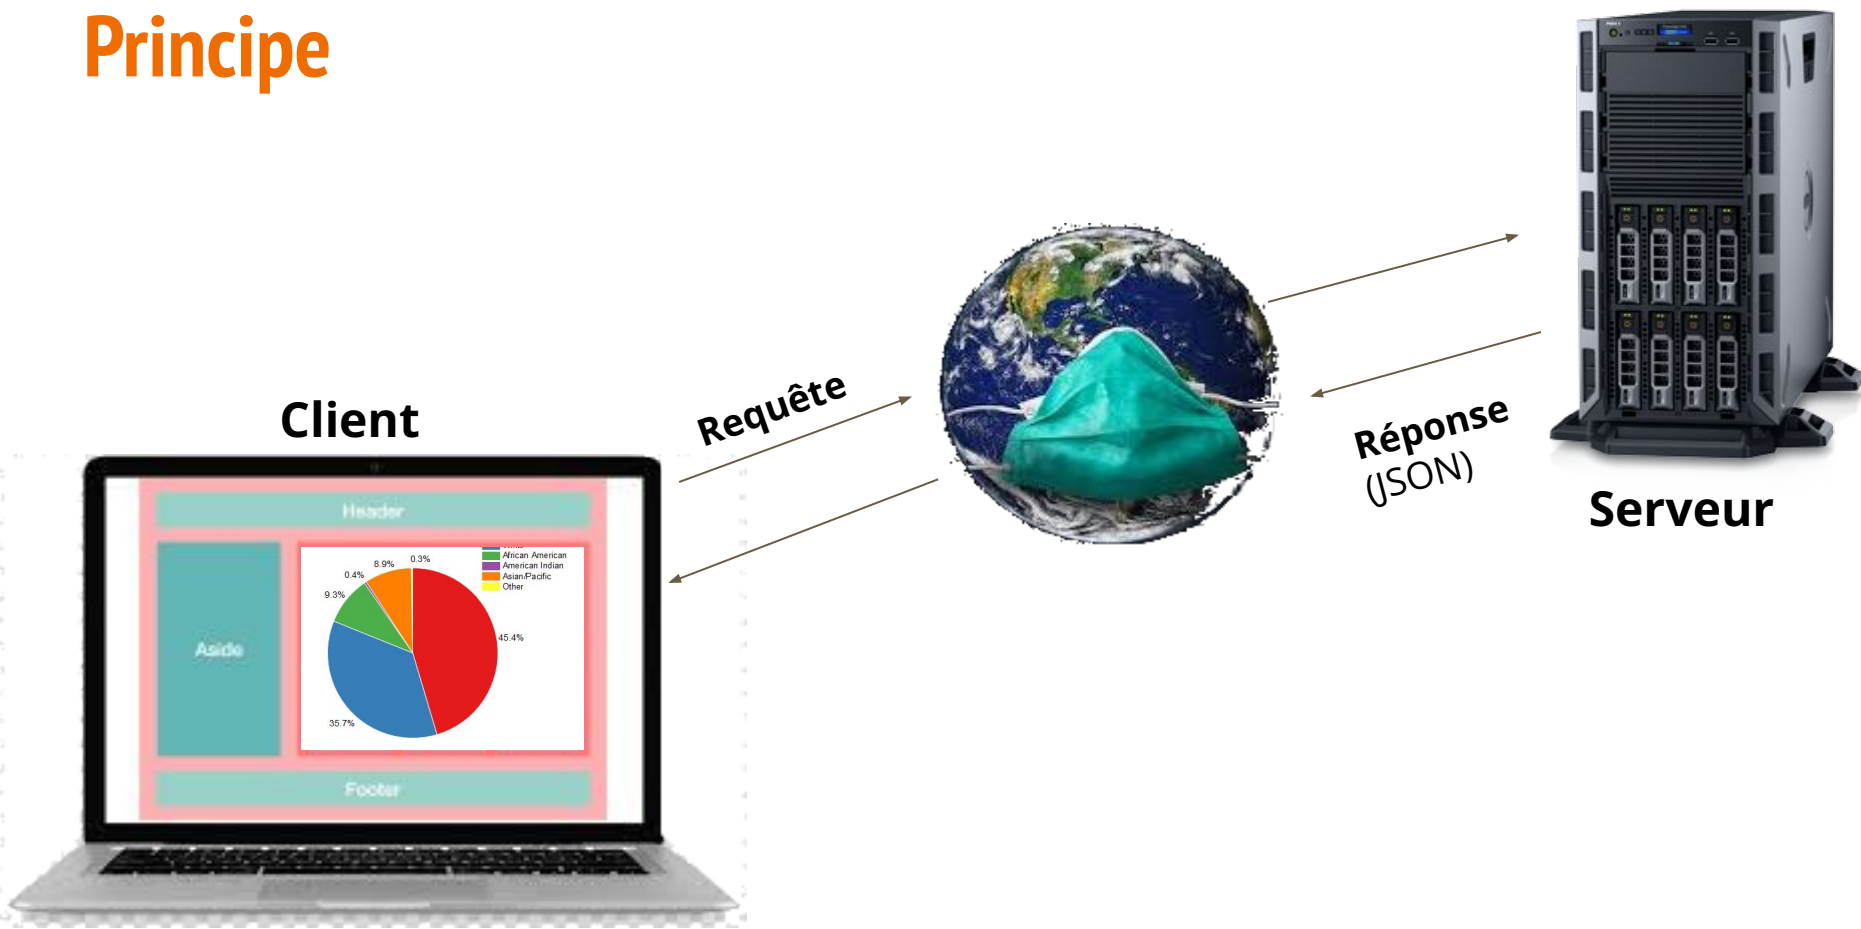 Principe
Client
Requête
Réponse
(JSON)
Serveur
Header
Aside
African American
American Indian
Asian/Pacific
Other
0.3%
8.9%
0.4%
9.3%
45.4%
35.7%
Footer